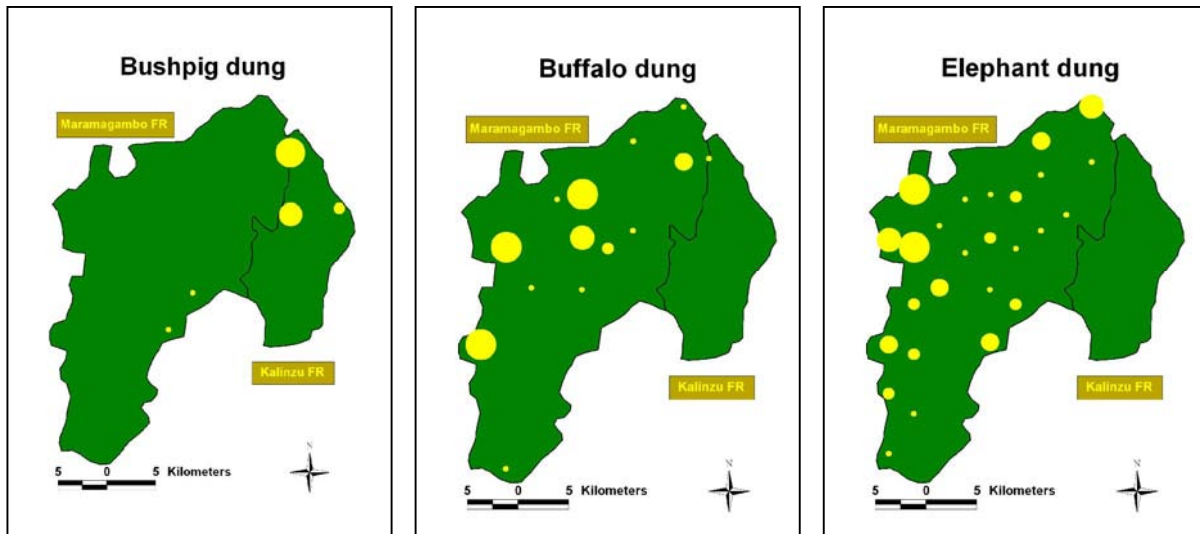 Bushpig dung
Maramagambo FR
Kalinzu FR
N
5 0 5 Kilometers
Buffalo dung
Maramagambo FR
Kalinzu FR
N
5 0 5 Kilometers
Elephant dung
Maramagambo FR
Kalinzu FR
N
5 0 5 Kilometers